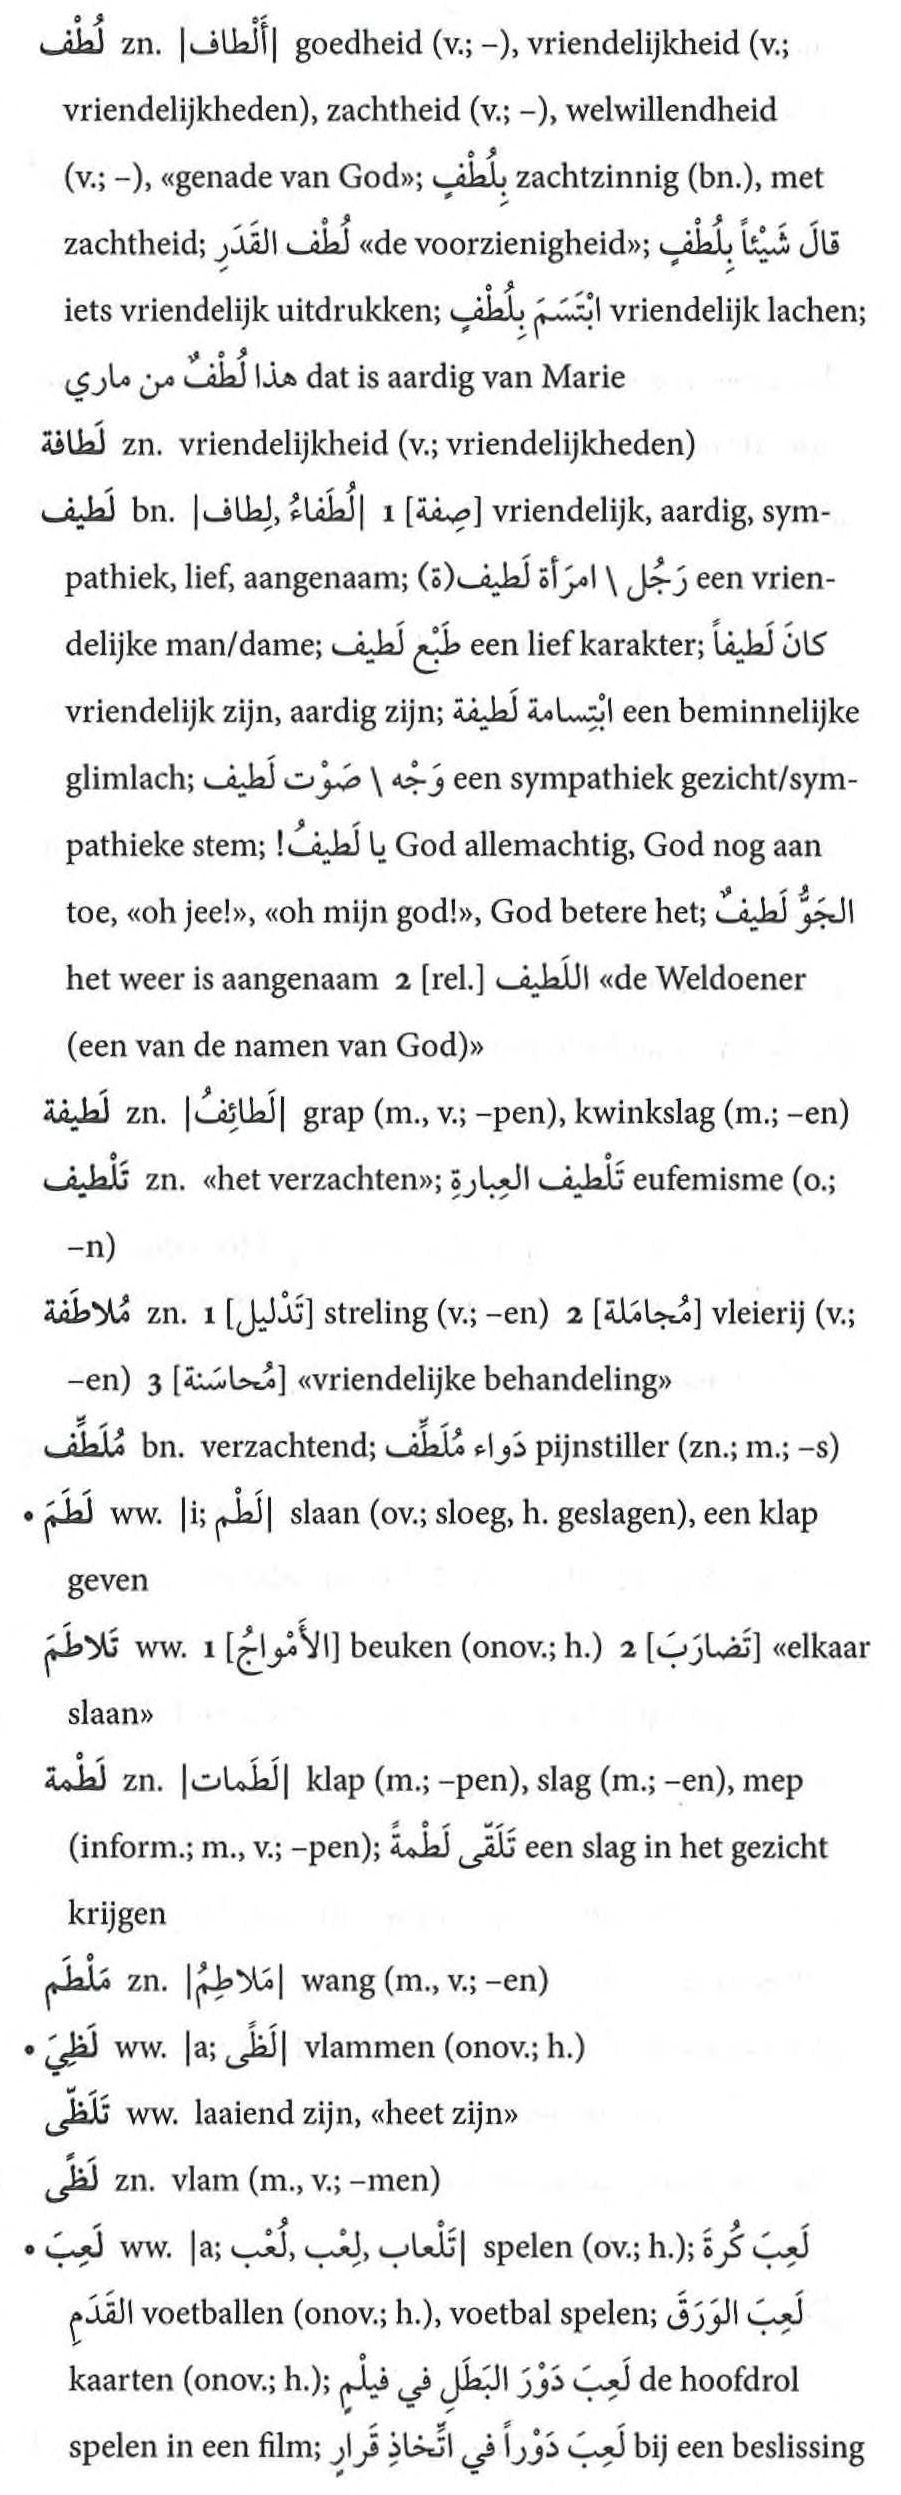 لُطْف zn. |أَلْطاف| goedheid (v.; –), vriendelijkheid (v.;
vriendelijkheden), zachtheid (v.; –), welwillendheid
(v.; –), «genade van God»; بِلُطْفٍ zachtzinnig (bn.), met
zachtheid; لُطْف القَدَرِ «de voorzienigheid»; قالَ شَيْئاً بِلُطْفٍ
iets vriendelijk uitdrukken; ابْتَسَمَ بِلُطْفٍ vriendelijk lachen;
هذا لُطْفٌ من ماري dat is aardig van Marie
لَطافة zn. vriendelijkheid (v.; vriendelijkheden)
لَطيف bn. |لُطَفاءُ, لِطاف| 1 [صِفة] vriendelijk, aardig, sym-
pathiek, lief, aangenaam; رَجُل \ امرَأة لَطيف(ة) een vrien-
delijke man/dame; طَبْع لَطيف een lief karakter; كانَ لَطيفاً
vriendelijk zijn, aardig zijn; ابْتِسامة لَطيفة een beminnelijke
glimlach; وَجْه \ صَوْت لَطيف een sympathiek gezicht/sym-
pathieke stem; يا لَطيفُ! God allemachtig, God nog aan
toe, «oh jee!», «oh mijn god!», God betere het; الجَوُّ لَطيفٌ
het weer is aangenaam 2 [rel.] اللَطيف «de Weldoener
(een van de namen van God)»
لَطيفة zn. |لَطائِفُ| grap (m., v.; –pen), kwinkslag (m.; –en)
تَلْطيف zn. «het verzachten»; تَلْطيف العِبارةِ eufemisme (o.;
–n)
مُلاطَفة zn. 1 [تَدْليل] streling (v.; –en) 2 [مُجامَلة] vleierij (v.;
–en) 3 [مُحاسَنة] «vriendelijke behandeling»
مُلَطِّف bn. verzachtend; دَواء مُلَطِّف pijnstiller (zn.; m.; –s)
• لَطَمَ ww. |i; لَطْم| slaan (ov.; sloeg, h. geslagen), een klap
geven
تَلاطَمَ ww. 1 [الأَمْواجُ] beuken (onov.; h.) 2 [تَضارَبَ] «elkaar
slaan»
لَطْمة zn. |لَطَمات| klap (m.; –pen), slag (m.; –en), mep
(inform.; m., v.; –pen); تَلَقّى لَطْمةً een slag in het gezicht
krijgen
مَلْطَم zn. |مَلاطِمُ| wang (m., v.; –en)
• لَظِيَ ww. |a; لَظًى| vlammen (onov.; h.)
تَلَظّى ww. laaiend zijn, «heet zijn»
لَظًى zn. vlam (m., v.; –men)
• لَعِبَ ww. |a; لُعْب, لِعْب, تَلْعاب| spelen (ov.; h.); لَعِبَ كُرةَ
القَدَمِ voetballen (onov.; h.), voetbal spelen; لَعِبَ الوَرَقَ
kaarten (onov.; h.); لَعِبَ دَوْرَ البَطَلِ في فيلْمٍ de hoofdrol
spelen in een film; لَعِبَ دَوْراً في اتِّخاذِ قَرارٍ bij een beslissing